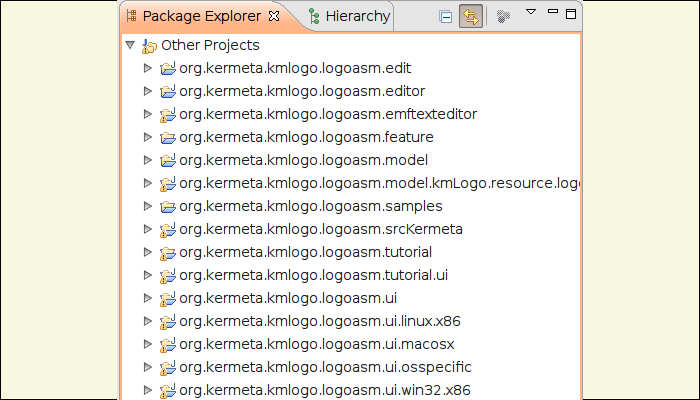 Package Explorer
Hierarchy
Other Projects
org.kermeta.kmlogo.logoasm.edit
org.kermeta.kmlogo.logoasm.editor
org.kermeta.kmlogo.logoasm.emftexteditor
org.kermeta.kmlogo.logoasm.feature
org.kermeta.kmlogo.logoasm.model
org.kermeta.kmlogo.logoasm.model.kmLogo.resource.logo
org.kermeta.kmlogo.logoasm.samples
org.kermeta.kmlogo.logoasm.srcKermeta
org.kermeta.kmlogo.logoasm.tutorial
org.kermeta.kmlogo.logoasm.tutorial.ui
org.kermeta.kmlogo.logoasm.ui
org.kermeta.kmlogo.logoasm.ui.linux.x86
org.kermeta.kmlogo.logoasm.ui.macosx
org.kermeta.kmlogo.logoasm.ui.osspecific
org.kermeta.kmlogo.logoasm.ui.win32.x86